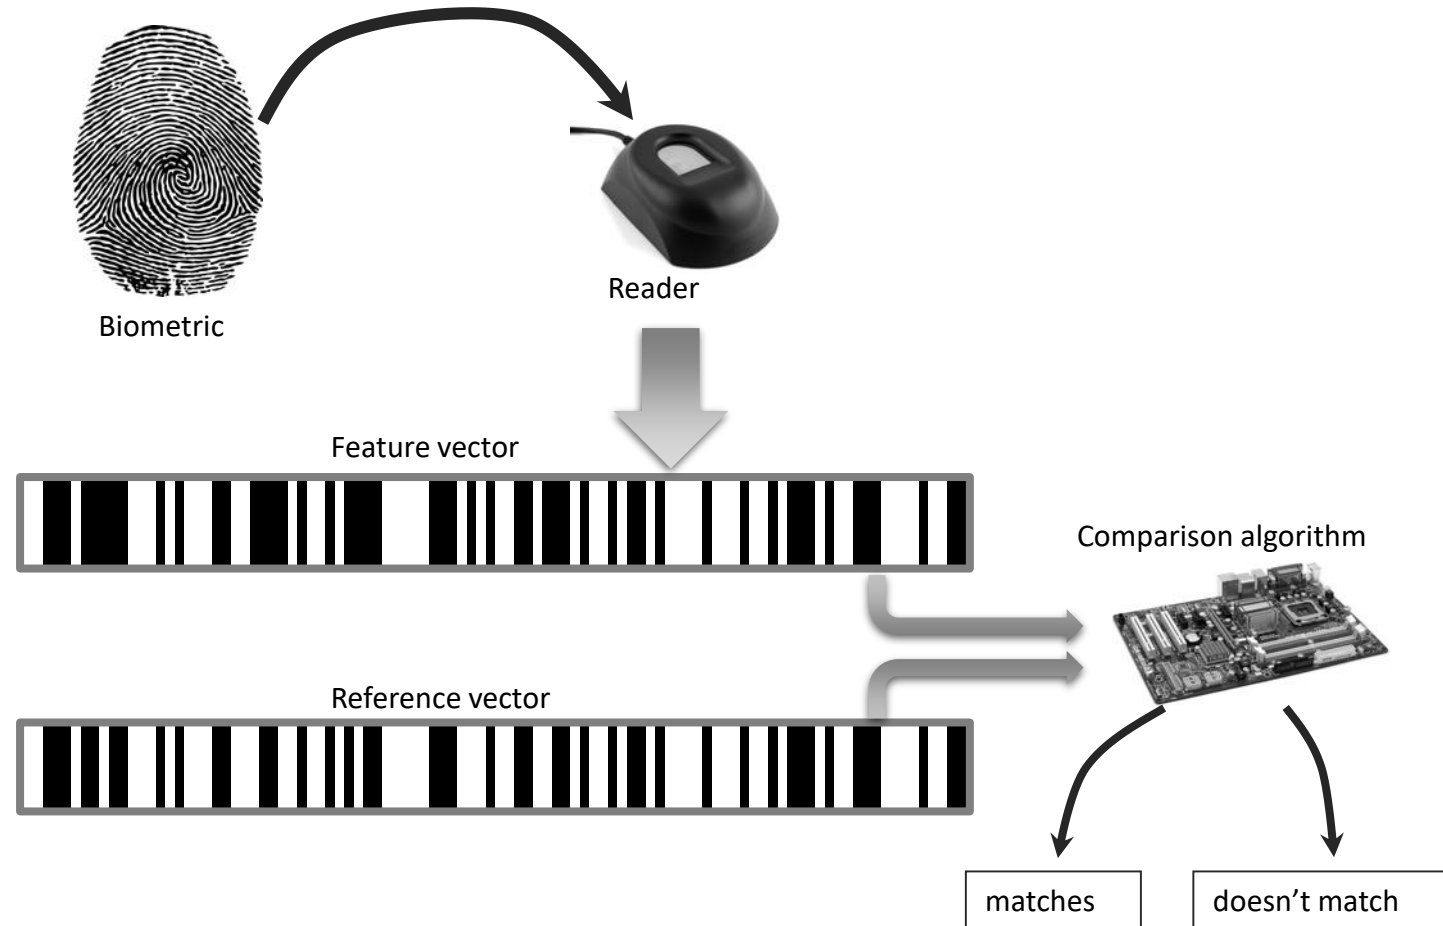 Biometric
Reader
Feature vector
Comparison algorithm
Reference vector
matches
doesn’t match